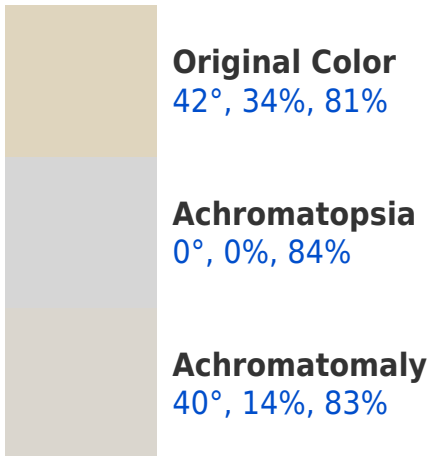 Original Color
42°, 34%, 81%
Achromatopsia
0°, 0%, 84%
Achromatomaly
40°, 14%, 83%